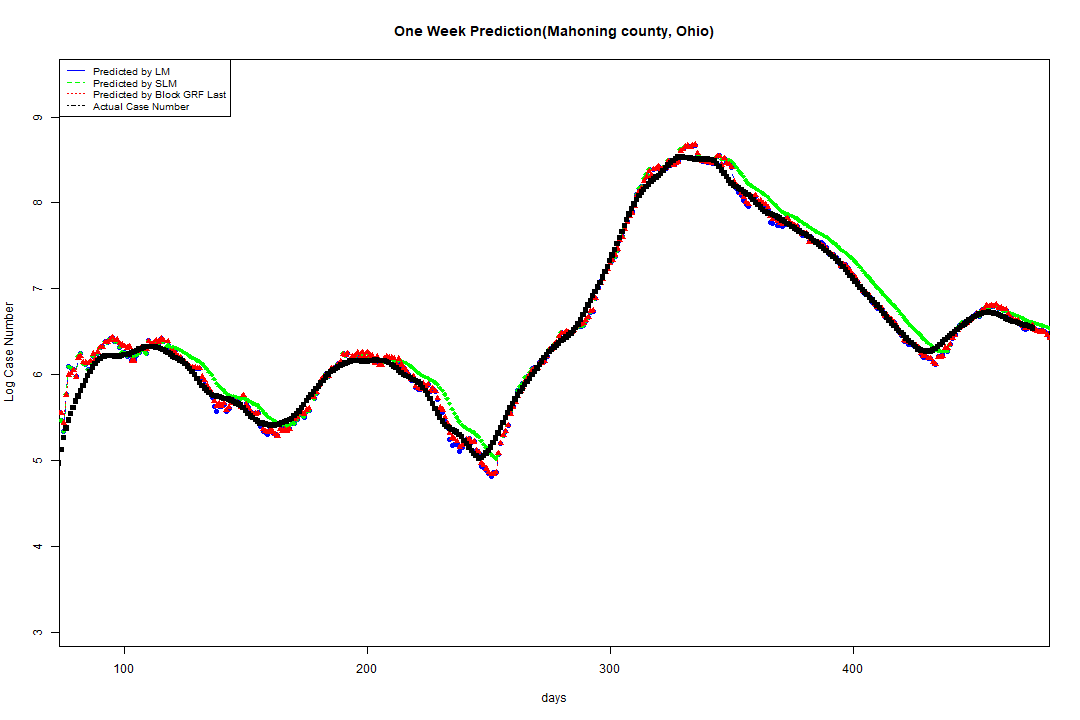 One Week Prediction(Mahoning county, Ohio)
Predicted by LM
Predicted by SLM
Predicted by Block GRF Last
Actual Case Number
Log Case Number
9
8
7
6
5
4
3
100 200 300 400
days